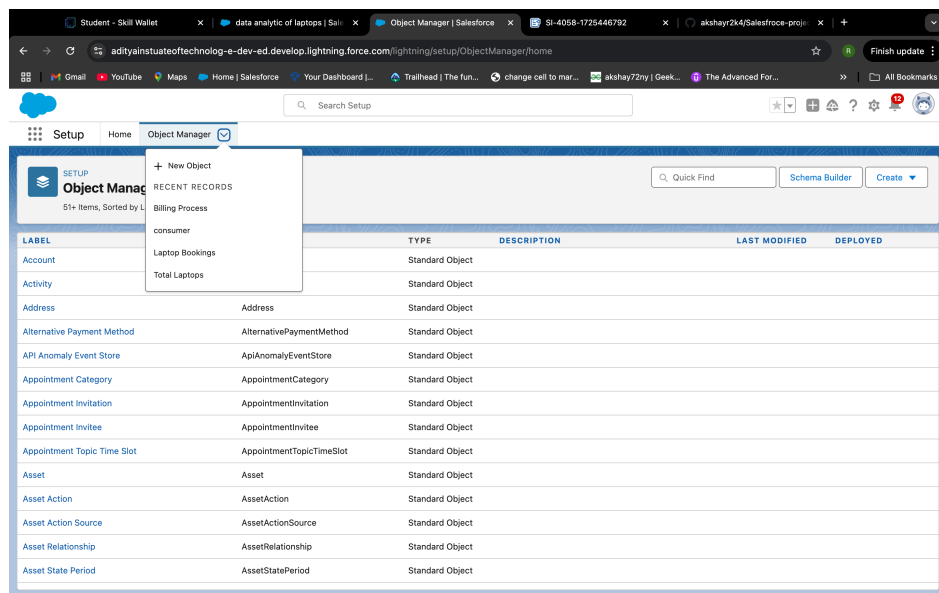 Student - Skill Wallet
data analytic of laptops | Sale
Object Manager | Salesforce
SI-4058-1725446792
akshayr2k4/Salesfroce-projec
adityainstuateoftechnolog-e-dev-ed.develop.lightning.force.com/lightning/setup/ObjectManager/home
R
Finish update
Gmail
YouTube
Maps
Home | Salesforce
Your Dashboard |...
Trailhead | The fun...
change cell to mar...
akshay72ny | Geek...
The Advanced For...
All Bookmarks
Search Setup
12
Setup
Home
Object Manager
New Object
RECENT RECORDS
Billing Process
consumer
Laptop Bookings
Total Laptops
SETUP
Object Manag
51+ Items, Sorted by L
Quick Find
Schema Builder
Create
LABEL TYPE DESCRIPTION LAST MODIFIED DEPLOYED
Account Standard Object
Activity Standard Object
Address Address Standard Object
Alternative Payment Method AlternativePaymentMethod Standard Object
API Anomaly Event Store ApiAnomalyEventStore Standard Object
Appointment Category AppointmentCategory Standard Object
Appointment Invitation AppointmentInvitation Standard Object
Appointment Invitee AppointmentInvitee Standard Object
Appointment Topic Time Slot AppointmentTopicTimeSlot Standard Object
Asset Asset Standard Object
Asset Action AssetAction Standard Object
Asset Action Source AssetActionSource Standard Object
Asset Relationship AssetRelationship Standard Object
Asset State Period AssetStatePeriod Standard Object